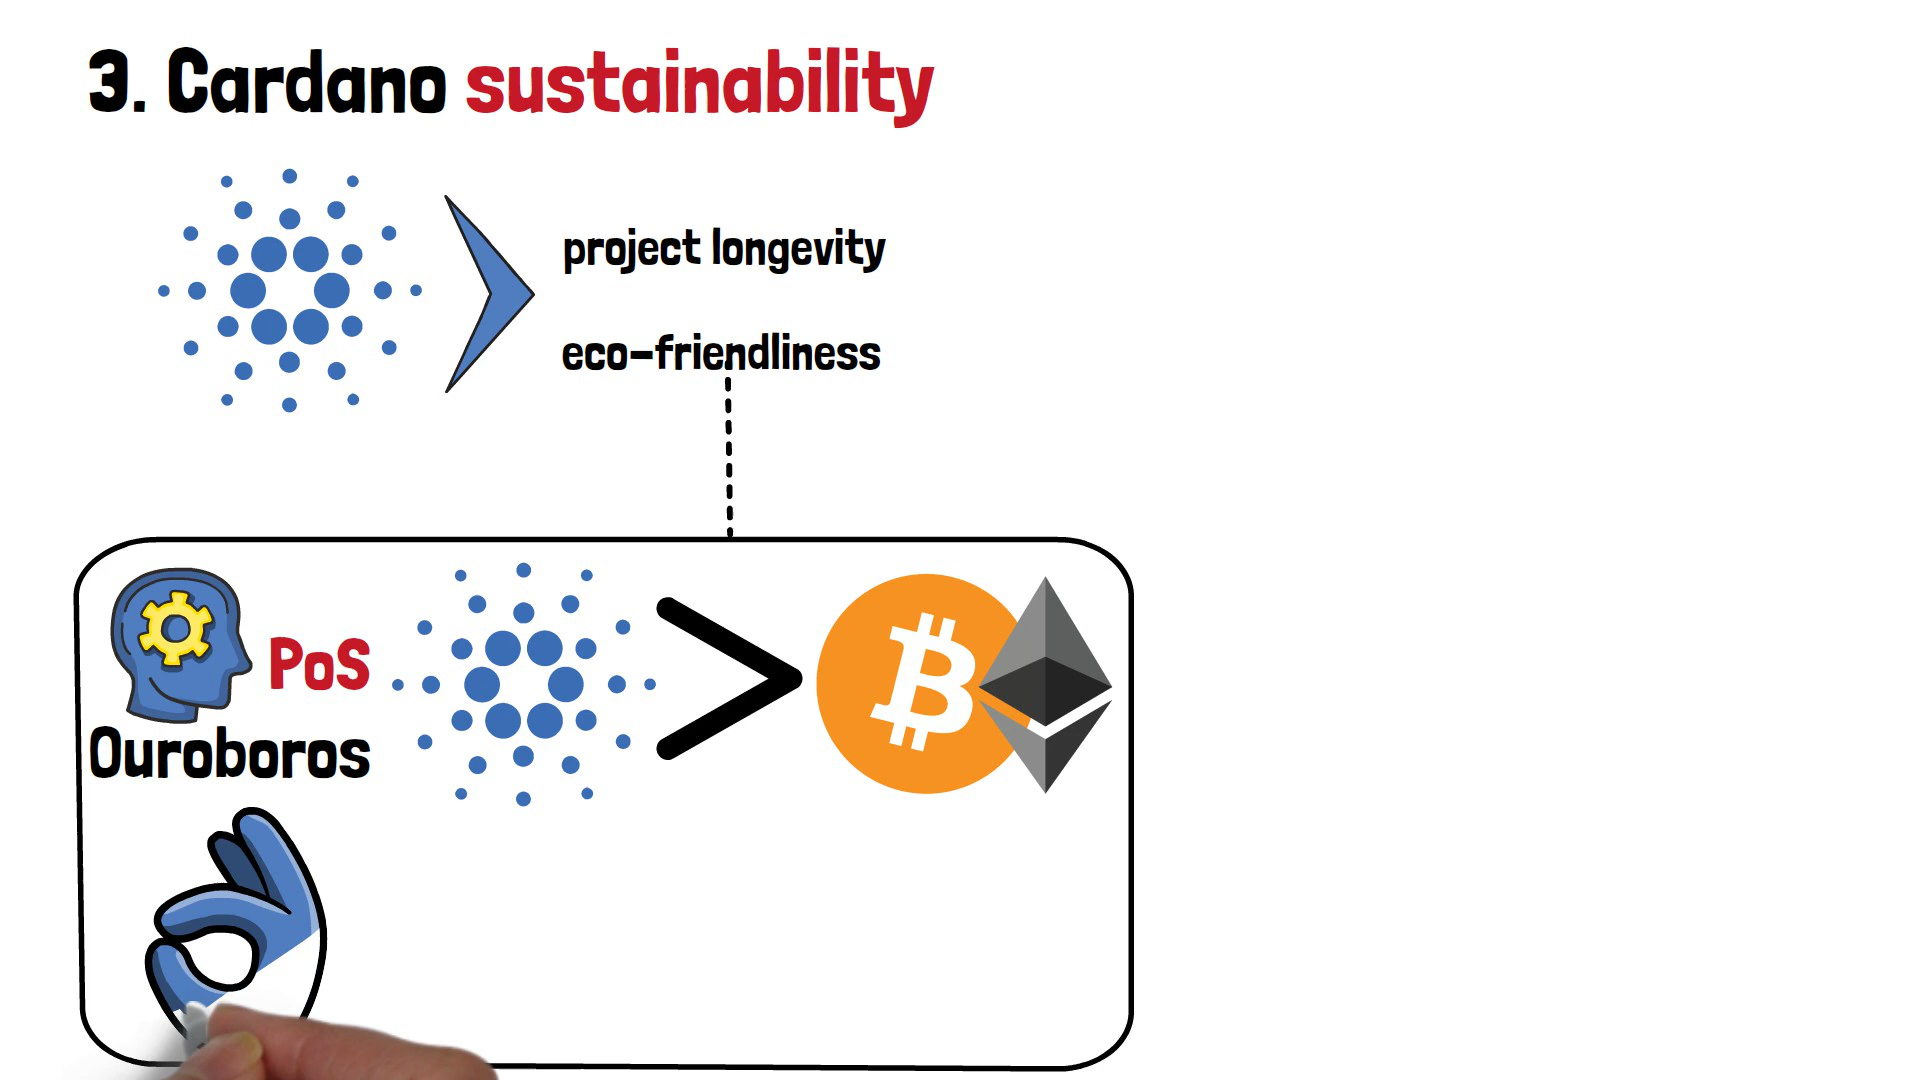 3. Cardano sustainability
project longevity
eco-friendliness
PoS
Ouroboros